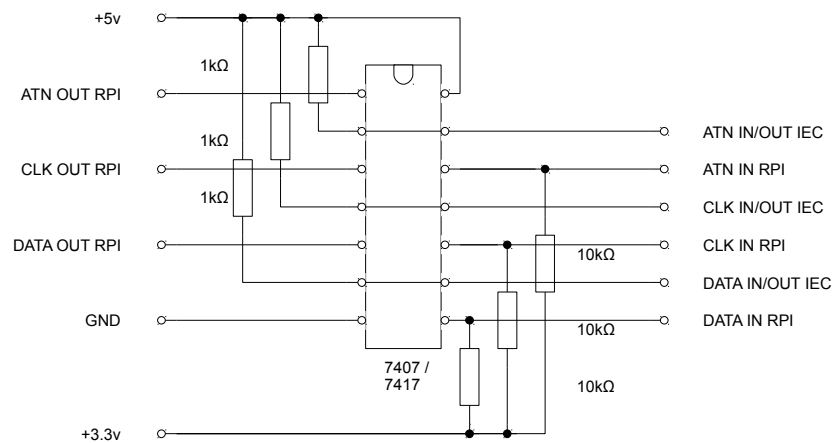 +5v
1kΩ
ATN OUT RPI
ATN IN/OUT IEC
1kΩ
CLK OUT RPI
ATN IN RPI
1kΩ
CLK IN/OUT IEC
DATA OUT RPI
CLK IN RPI
10kΩ
DATA IN/OUT IEC
GND
DATA IN RPI
10kΩ
7407 /
7417
10kΩ
+3.3v